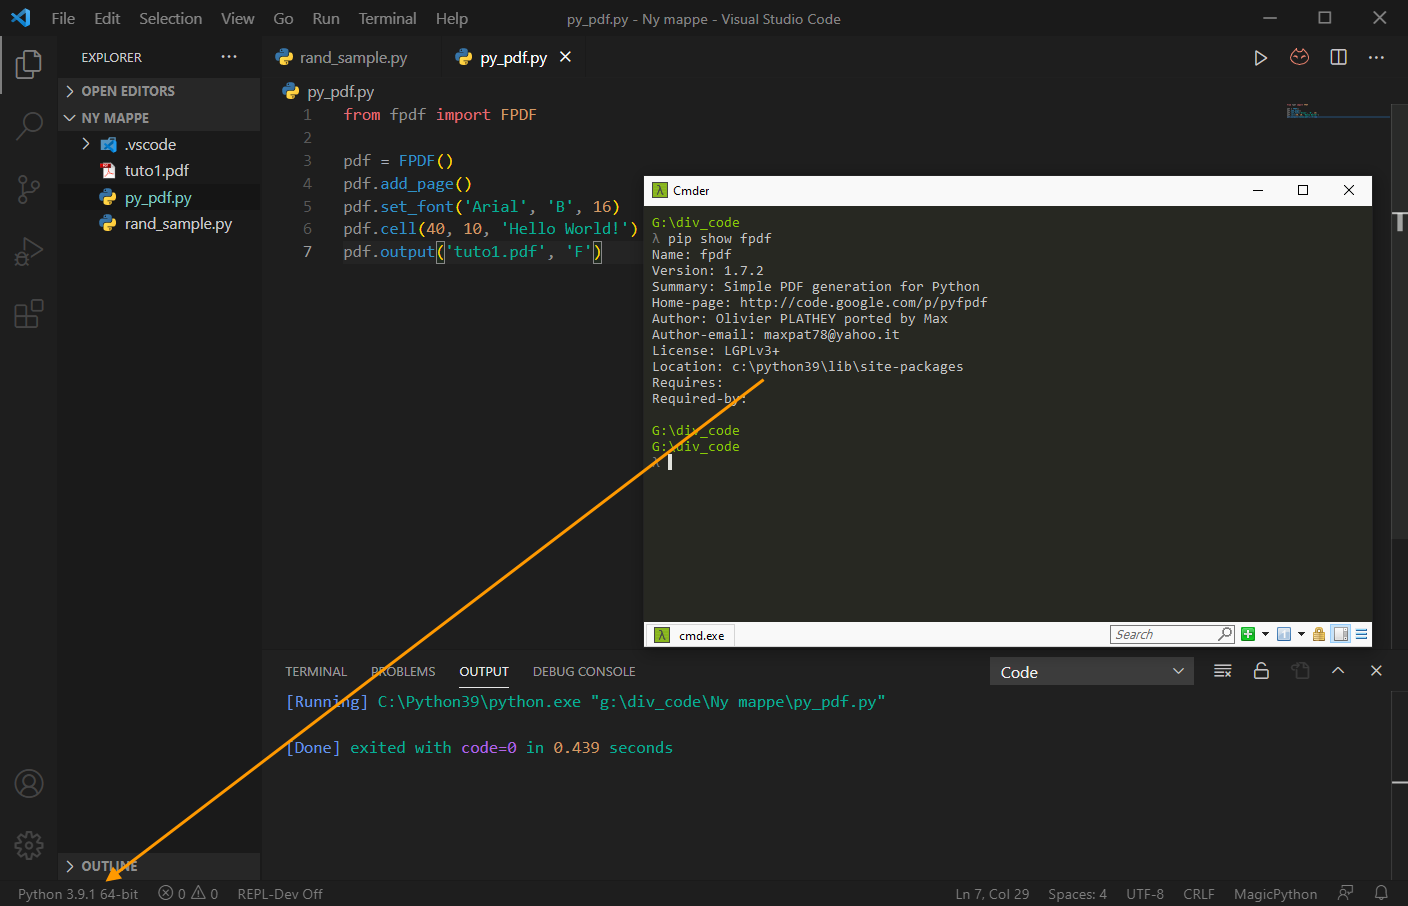 File Edit Selection View Go Run Terminal Help
py_pdf.py - Ny mappe - Visual Studio Code
EXPLORER
OPEN EDITORS
NY MAPPE
.vscode
tuto1.pdf
py_pdf.py
rand_sample.py
rand_sample.py
py_pdf.py
py_pdf.py
1 from fpdf import FPDF
2
3 pdf = FPDF()
4 pdf.add_page()
5 pdf.set_font('Arial', 'B', 16)
6 pdf.cell(40, 10, 'Hello World!')
7 pdf.output('tuto1.pdf', 'F')
Cmder
G:\div_code
λ pip show fpdf
Name: fpdf
Version: 1.7.2
Summary: Simple PDF generation for Python
Home-page: http://code.google.com/p/pyfpdf
Author: Olivier PLATHEY ported by Max
Author-email: maxpat78@yahoo.it
License: LGPLv3+
Location: c:\python39\lib\site-packages
Requires:
Required-by:
G:\div_code
G:\div_code
λ
cmd.exe
Search
TERMINAL PROBLEMS OUTPUT DEBUG CONSOLE
Code
[Running] C:\Python39\python.exe "g:\div_code\Ny mappe\py_pdf.py"
[Done] exited with code=0 in 0.439 seconds
OUTLINE
Python 3.9.1 64-bit 0 0 REPL-Dev Off
Ln 7, Col 29 Spaces: 4 UTF-8 CRLF MagicPython